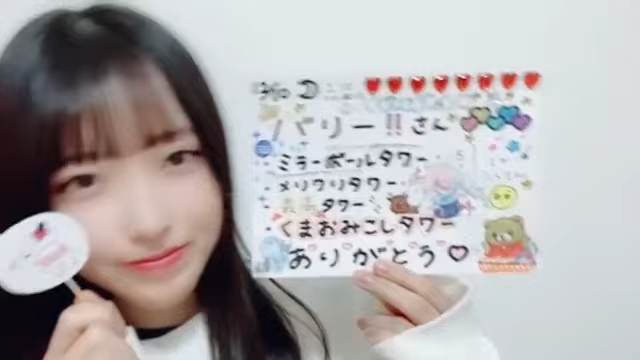 バリー!!さん
・ミラーボールタワー
・メリクリタワー
タワー
・くまおみこしタワー
ありがとう♡